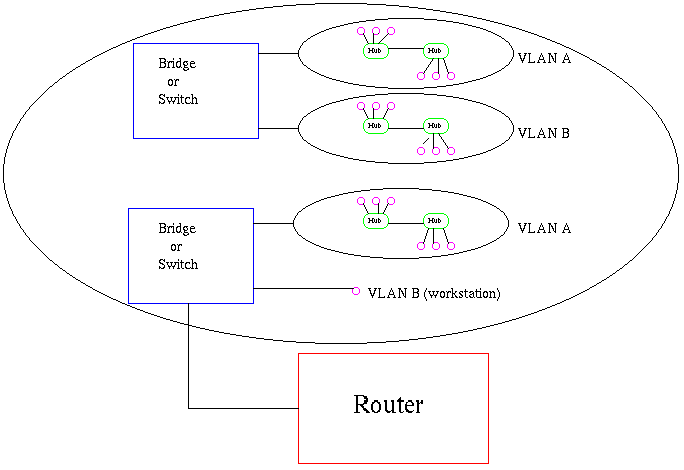 Hub
Hub
VLAN A
Bridge
or
Switch
Hub
Hub
VLAN B
Hub
Hub
VLAN A
Bridge
or
Switch
VLAN B (workstation)
Router